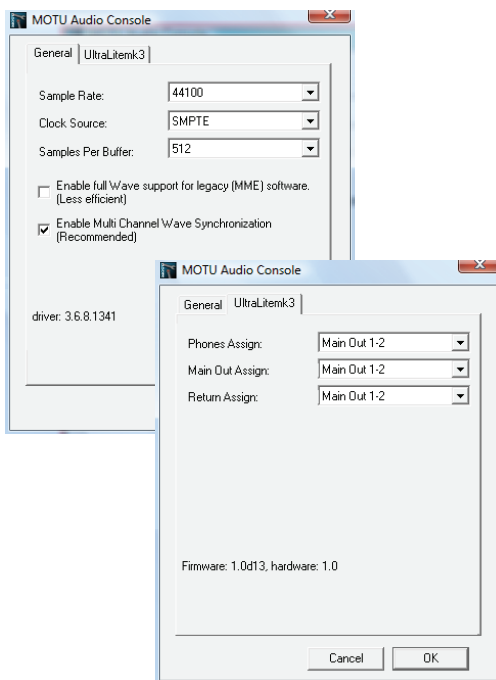 MOTU Audio Console
General UltraLitemk3
Sample Rate: 44100
Clock Source: SMPTE
Samples Per Buffer: 512
Enable full Wave support for legacy (MME) software.
(Less efficient)
Enable Multi Channel Wave Synchronization
(Recommended)
driver: 3.6.8.1341
MOTU Audio Console
General UltraLitemk3
Phones Assign: Main Out 1-2
Main Out Assign: Main Out 1-2
Return Assign: Main Out 1-2
Firmware: 1.0d13, hardware: 1.0
Cancel OK